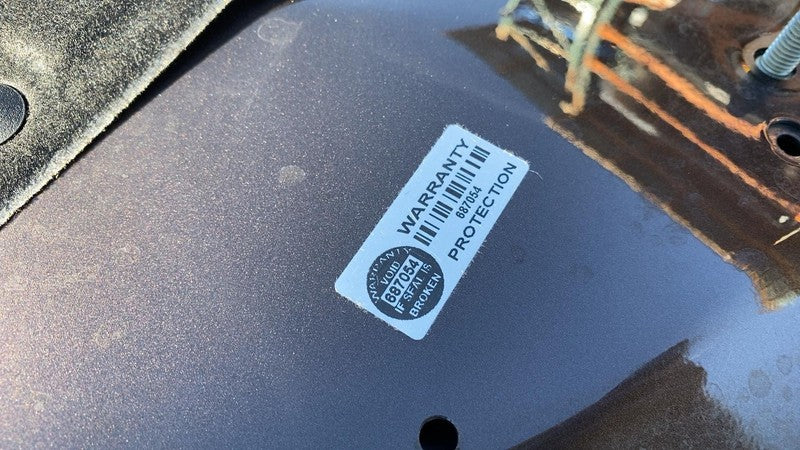 WARRANTY
687054
PROTECTION
WARRANTY
VOID
687054
IF SEAL IS
BROKEN